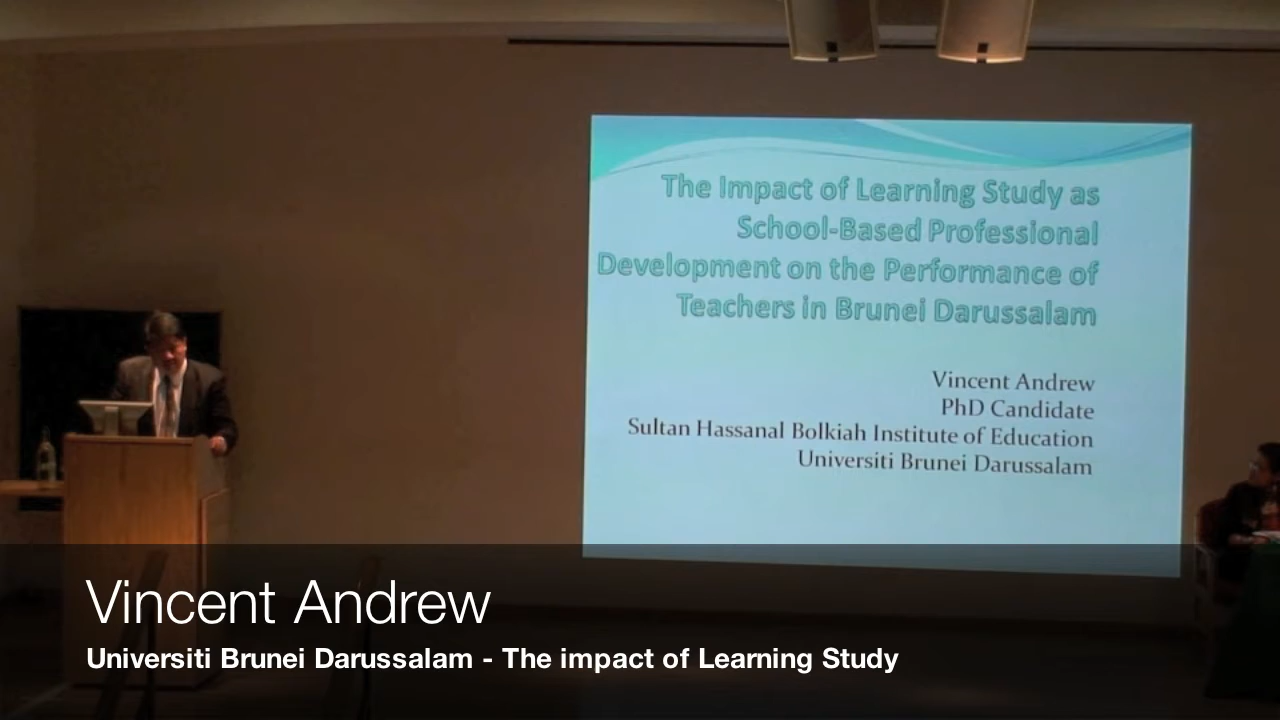 The Impact of Learning Study as
School-Based Professional
Development on the Performance of
Teachers in Brunei Darussalam
Vincent Andrew
PhD Candidate
Sultan Hassanal Bolkiah Institute of Education
Universiti Brunei Darussalam
Vincent Andrew
Universiti Brunei Darussalam - The impact of Learning Study